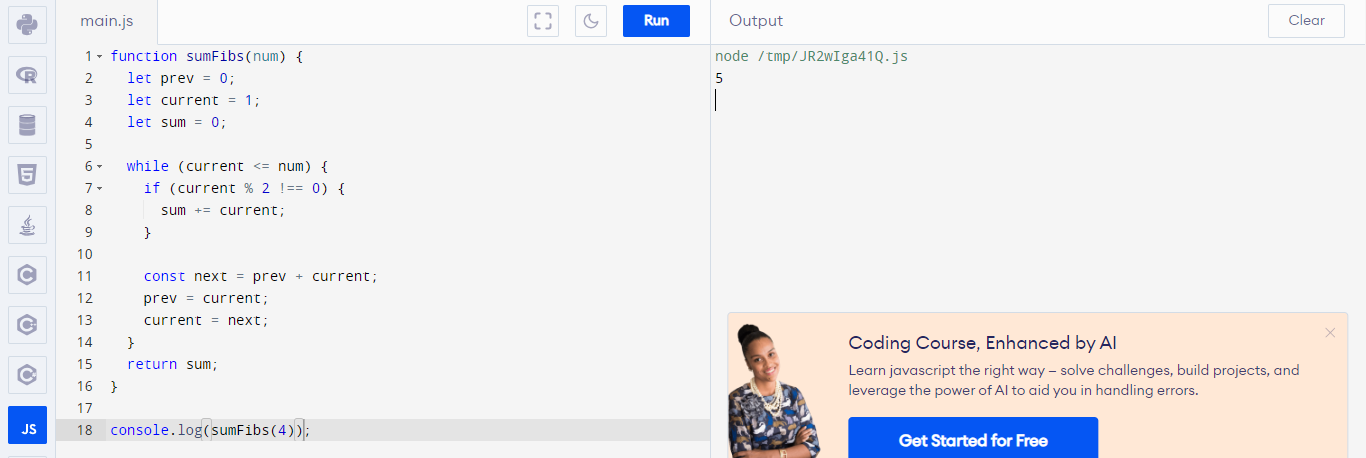 main.js
Run
Output
Clear
1 function sumFibs(num) {
2 let prev = 0;
3 let current = 1;
4 let sum = 0;
5
6 while (current <= num) {
7 if (current % 2 !== 0) {
8 sum += current;
9 }
10
11 const next = prev + current;
12 prev = current;
13 current = next;
14 }
15 return sum;
16 }
17
18 console.log(sumFibs(4));
JS
node /tmp/JR2wIga41Q.js
5
Coding Course, Enhanced by AI
Learn javascript the right way – solve challenges, build projects, and
leverage the power of AI to aid you in handling errors.
Get Started for Free